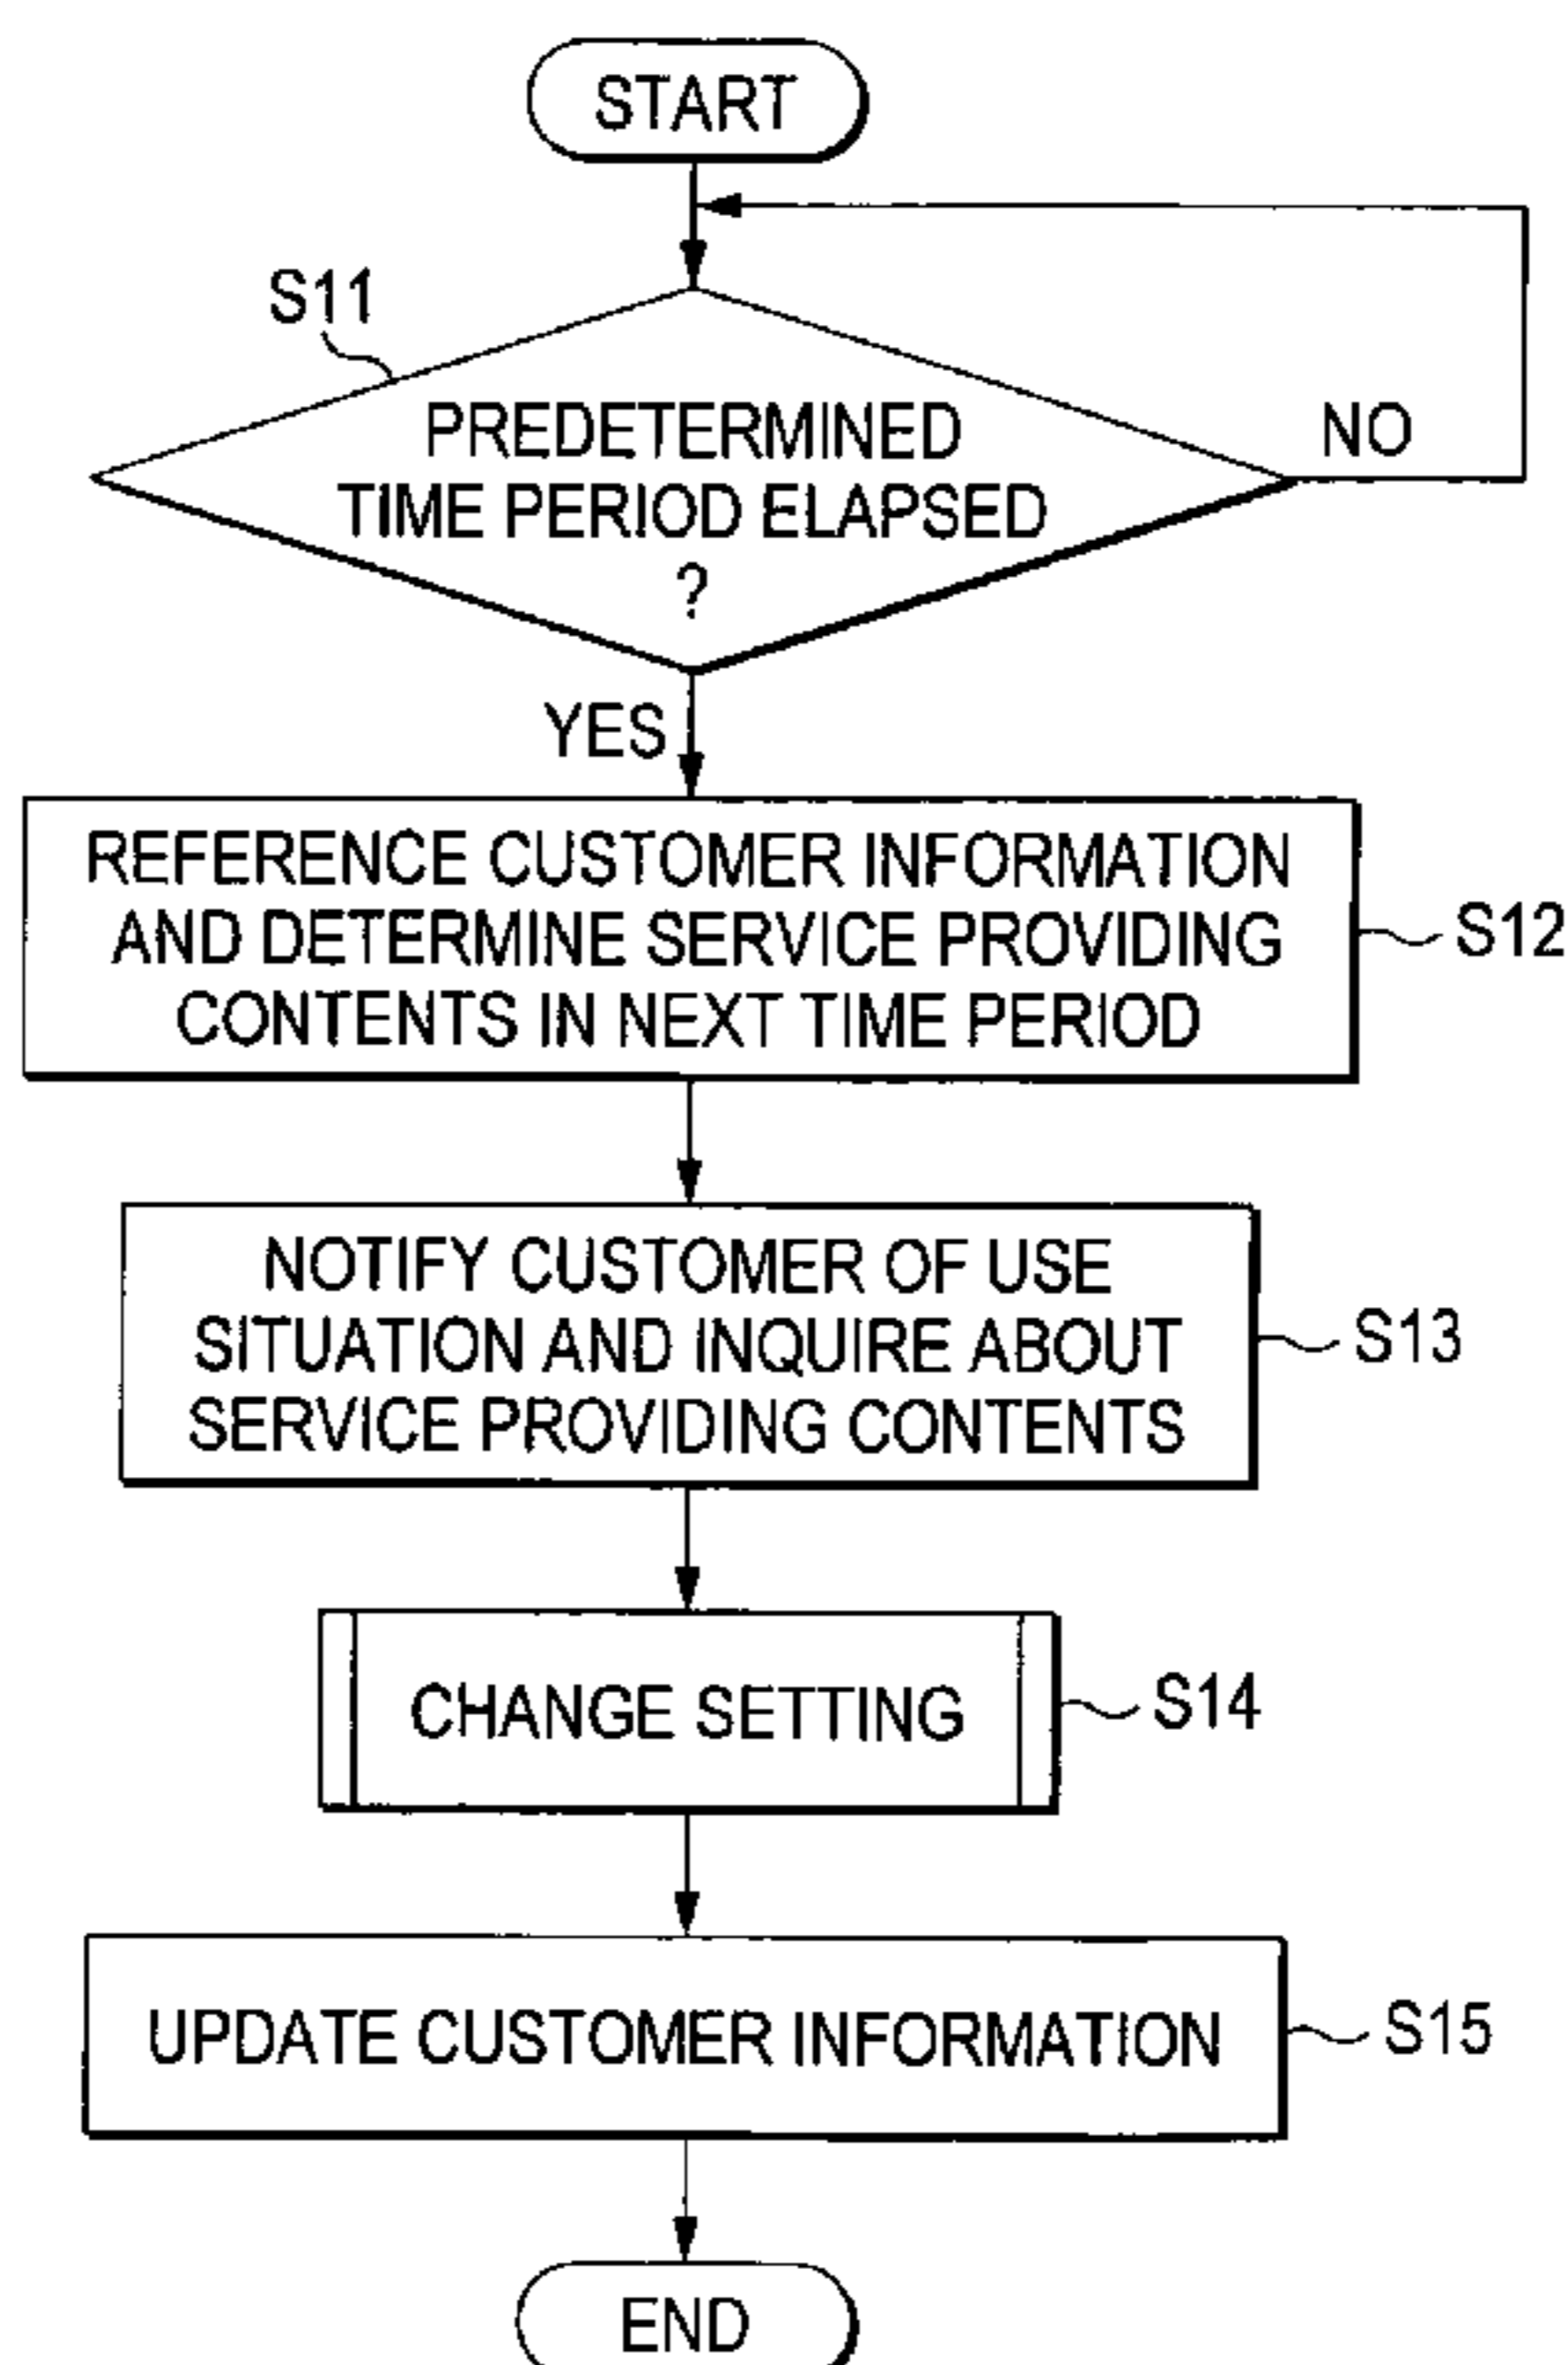 START
S11
PREDETERMINED
TIME PERIOD ELAPSED
?
NO
YES
REFERENCE CUSTOMER INFORMATION
AND DETERMINE SERVICE PROVIDING
CONTENTS IN NEXT TIME PERIOD
S12
NOTIFY CUSTOMER OF USE
SITUATION AND INQUIRE ABOUT
SERVICE PROVIDING CONTENTS
S13
CHANGE SETTING
S14
UPDATE CUSTOMER INFORMATION
S15
END